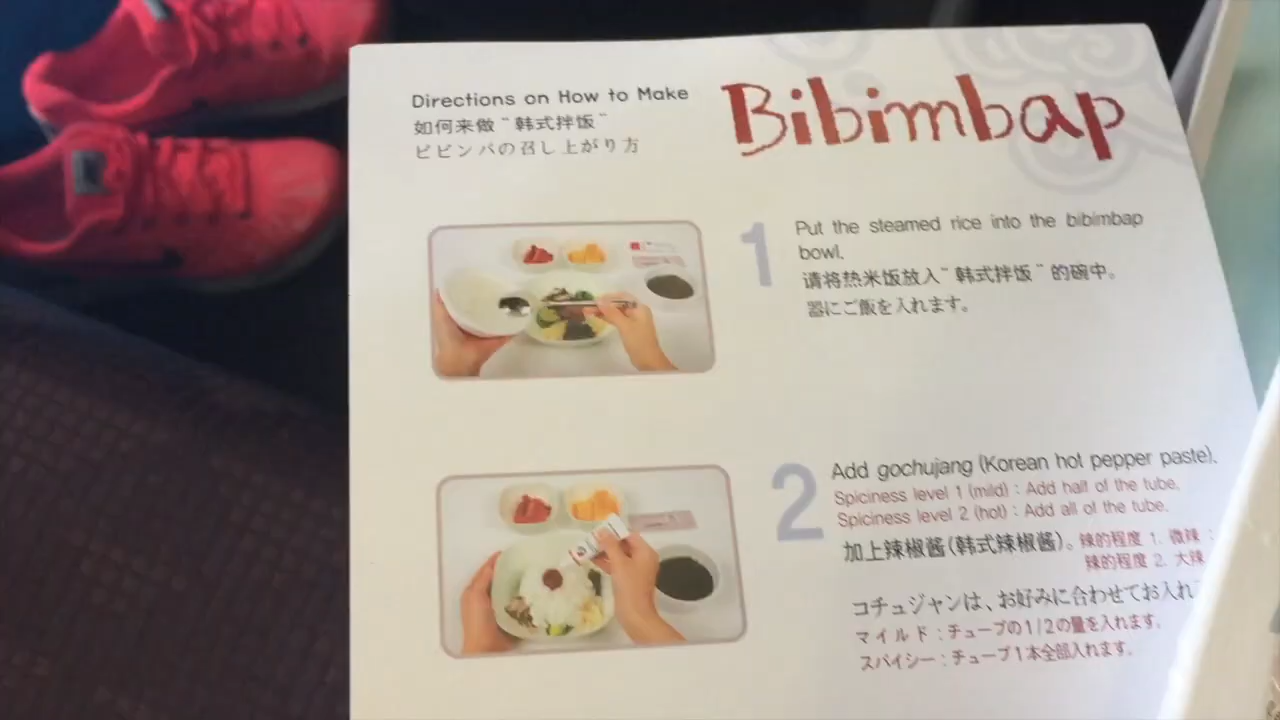 Directions on How to Make
如何来做“韩式拌饭”
ビビンバの召し上がり方
Bibimbap
1
Put the steamed rice into the bibimbap
bowl.
请将热米饭放入“韩式拌饭”的碗中。
器にご飯を入れます。
2
Add gochujang (Korean hot pepper paste).
Spiciness level 1 (mild) : Add half of the tube.
Spiciness level 2 (hot) : Add all of the tube.
加上辣椒酱(韩式辣椒酱)。辣的程度 1. 微辣 :
辣的程度 2. 大辣
コチュジャンは、お好みに合わせてお入れ
マイルド : チューブの1/2の量を入れます。
スパイシー : チューブ1本全部入れます。